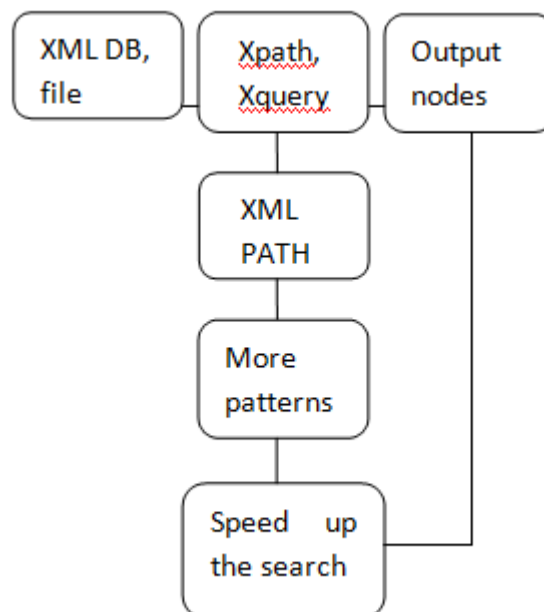 XML DB,
file
Xpath,
Xquery
Output
nodes
XML
PATH
More
patterns
Speed up
the search